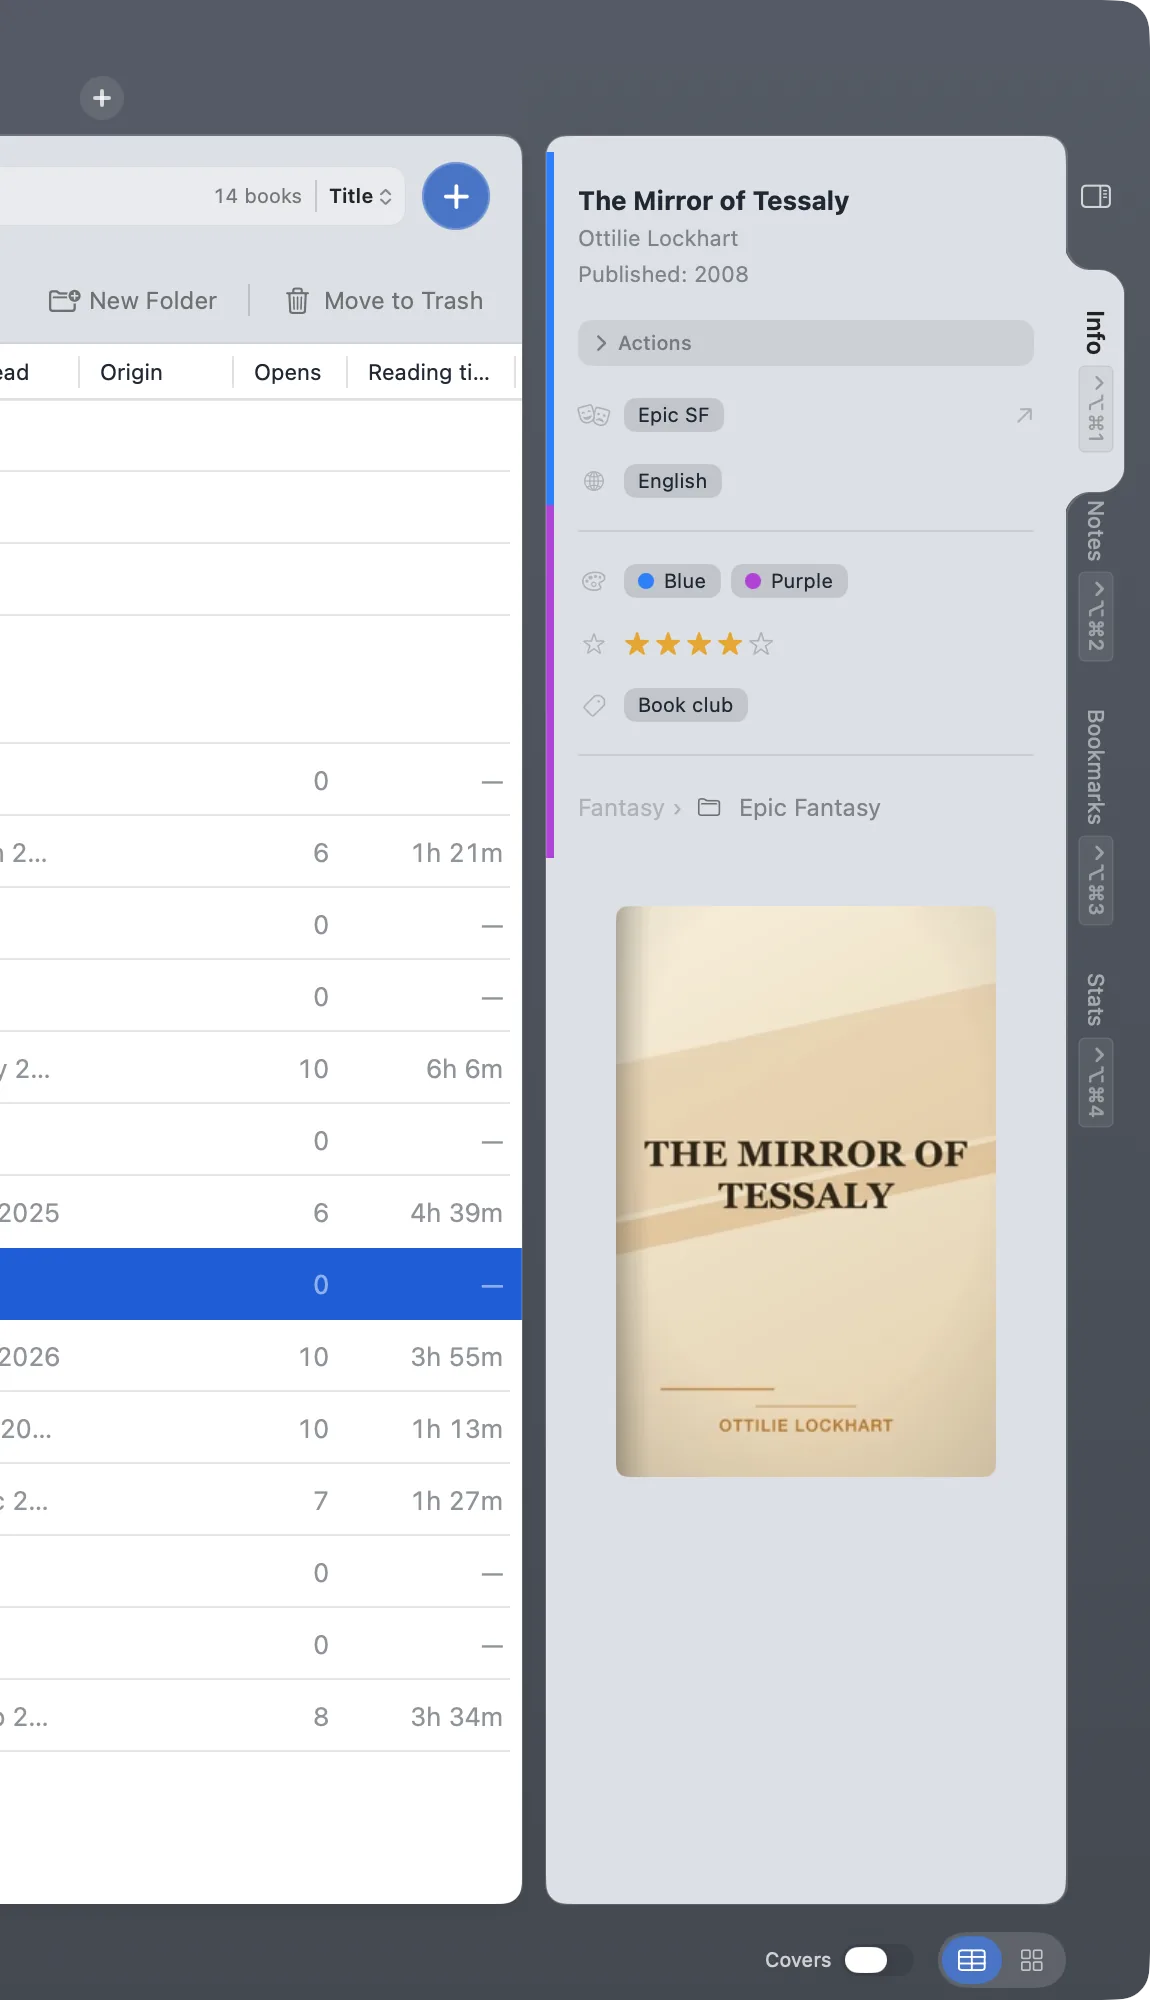 14 books
Title
New Folder
Move to Trash
ead
Origin
Opens
Reading ti...
0
—
n 2...
6
1h 21m
0
—
0
—
y 2...
10
6h 6m
0
—
2025
6
4h 39m
0
—
2026
10
3h 55m
20...
10
1h 13m
c 2...
7
1h 27m
0
—
0
—
2...
8
3h 34m
The Mirror of Tessaly
Ottilie Lockhart
Published: 2008
Actions
Epic SF
English
Blue
Purple
Book club
Fantasy ›
Epic Fantasy
THE MIRROR OF
TESSALY
OTTILIE LOCKHART
Info
^⌥⌘1
Notes
^⌥⌘2
Bookmarks
^⌥⌘3
Stats
^⌥⌘4
Covers